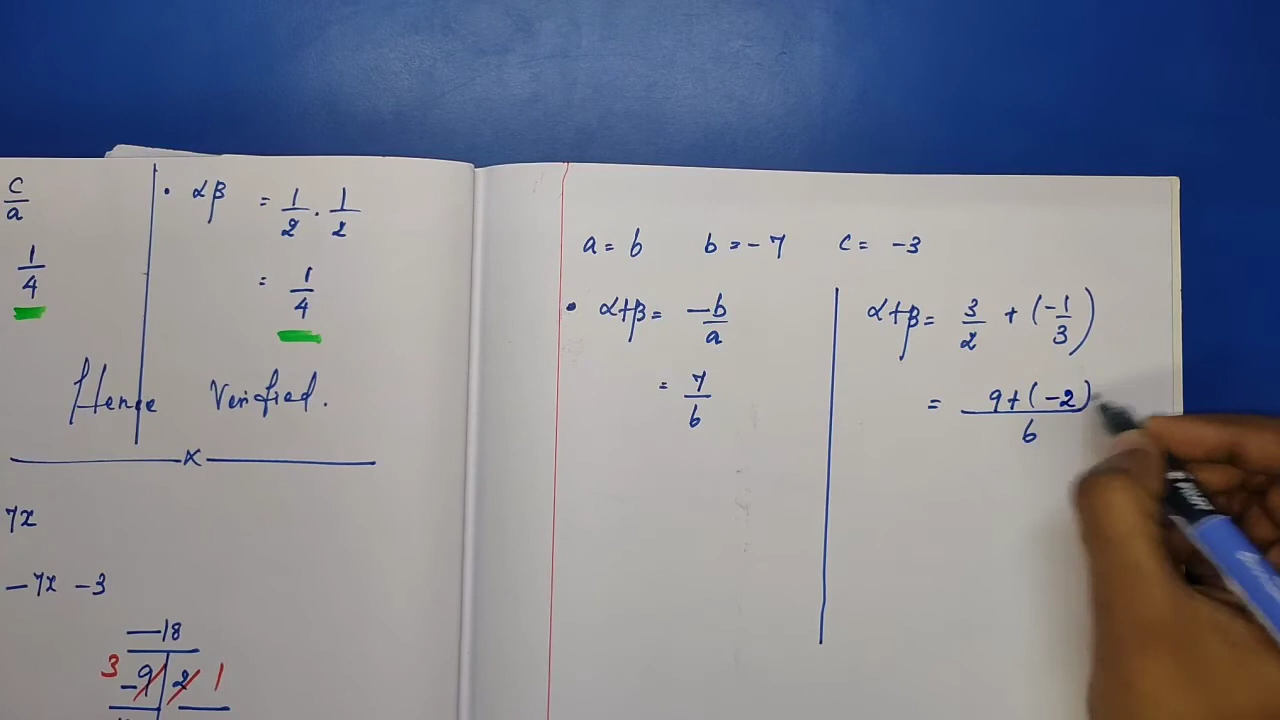 c/a
1/4
· αβ = 1/2 · 1/2
= 1/4
Hence Verified.
x
7x
-7x -3
-18
3 -9 2 1
a = 6 b = -7 c = -3
· α+β = -b/a
= 7/6
α+β = 3/2 + (-1/3)
= 9+(-2)/6